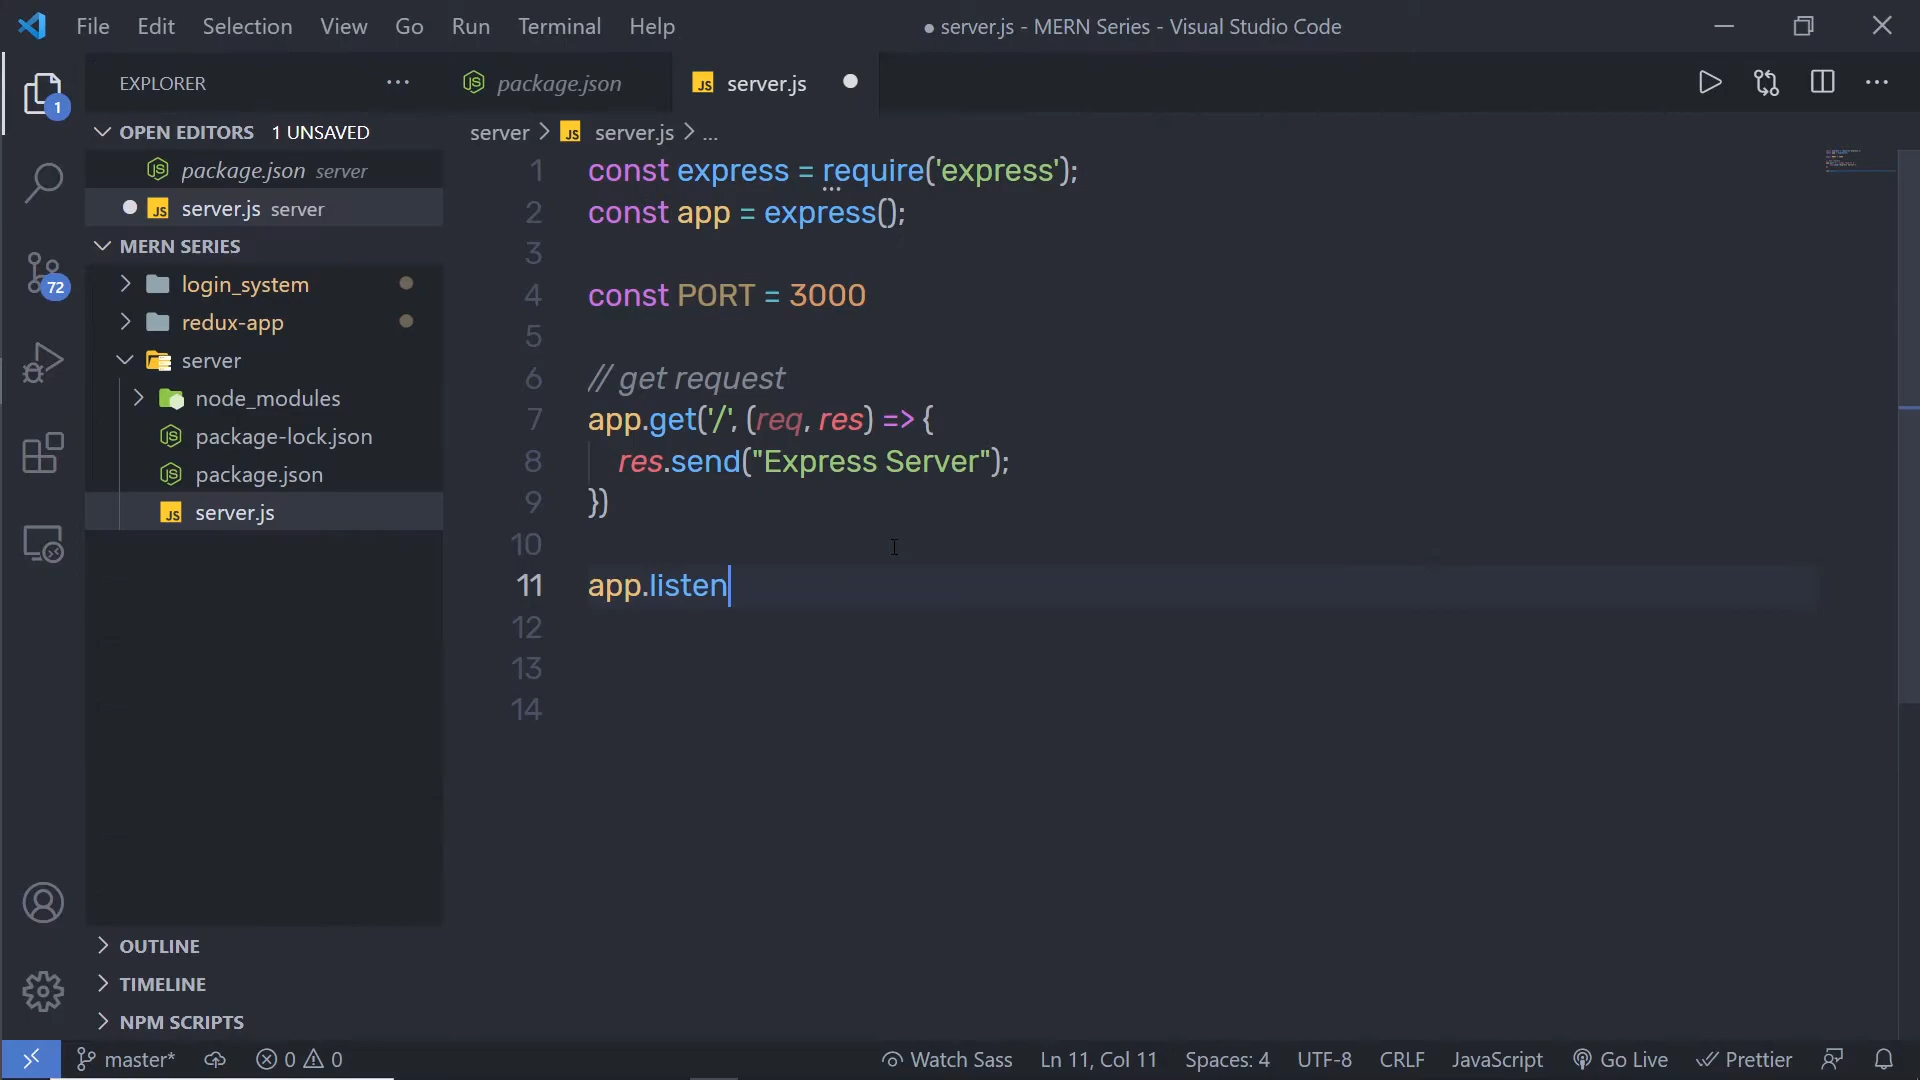 File Edit Selection View Go Run Terminal Help
● server.js - MERN Series - Visual Studio Code
EXPLORER
package.json
server.js
1
OPEN EDITORS 1 UNSAVED
server > server.js > ...
package.json server
server.js server
MERN SERIES
72
login_system
redux-app
server
node_modules
package-lock.json
package.json
server.js
OUTLINE
TIMELINE
NPM SCRIPTS
1 const express = require('express');
2 const app = express();
3
4 const PORT = 3000
5
6 // get request
7 app.get('/', (req, res) => {
8 res.send("Express Server");
9 })
10
11 app.listen
12
13
14
master* 0 0 Watch Sass Ln 11, Col 11 Spaces: 4 UTF-8 CRLF JavaScript Go Live Prettier